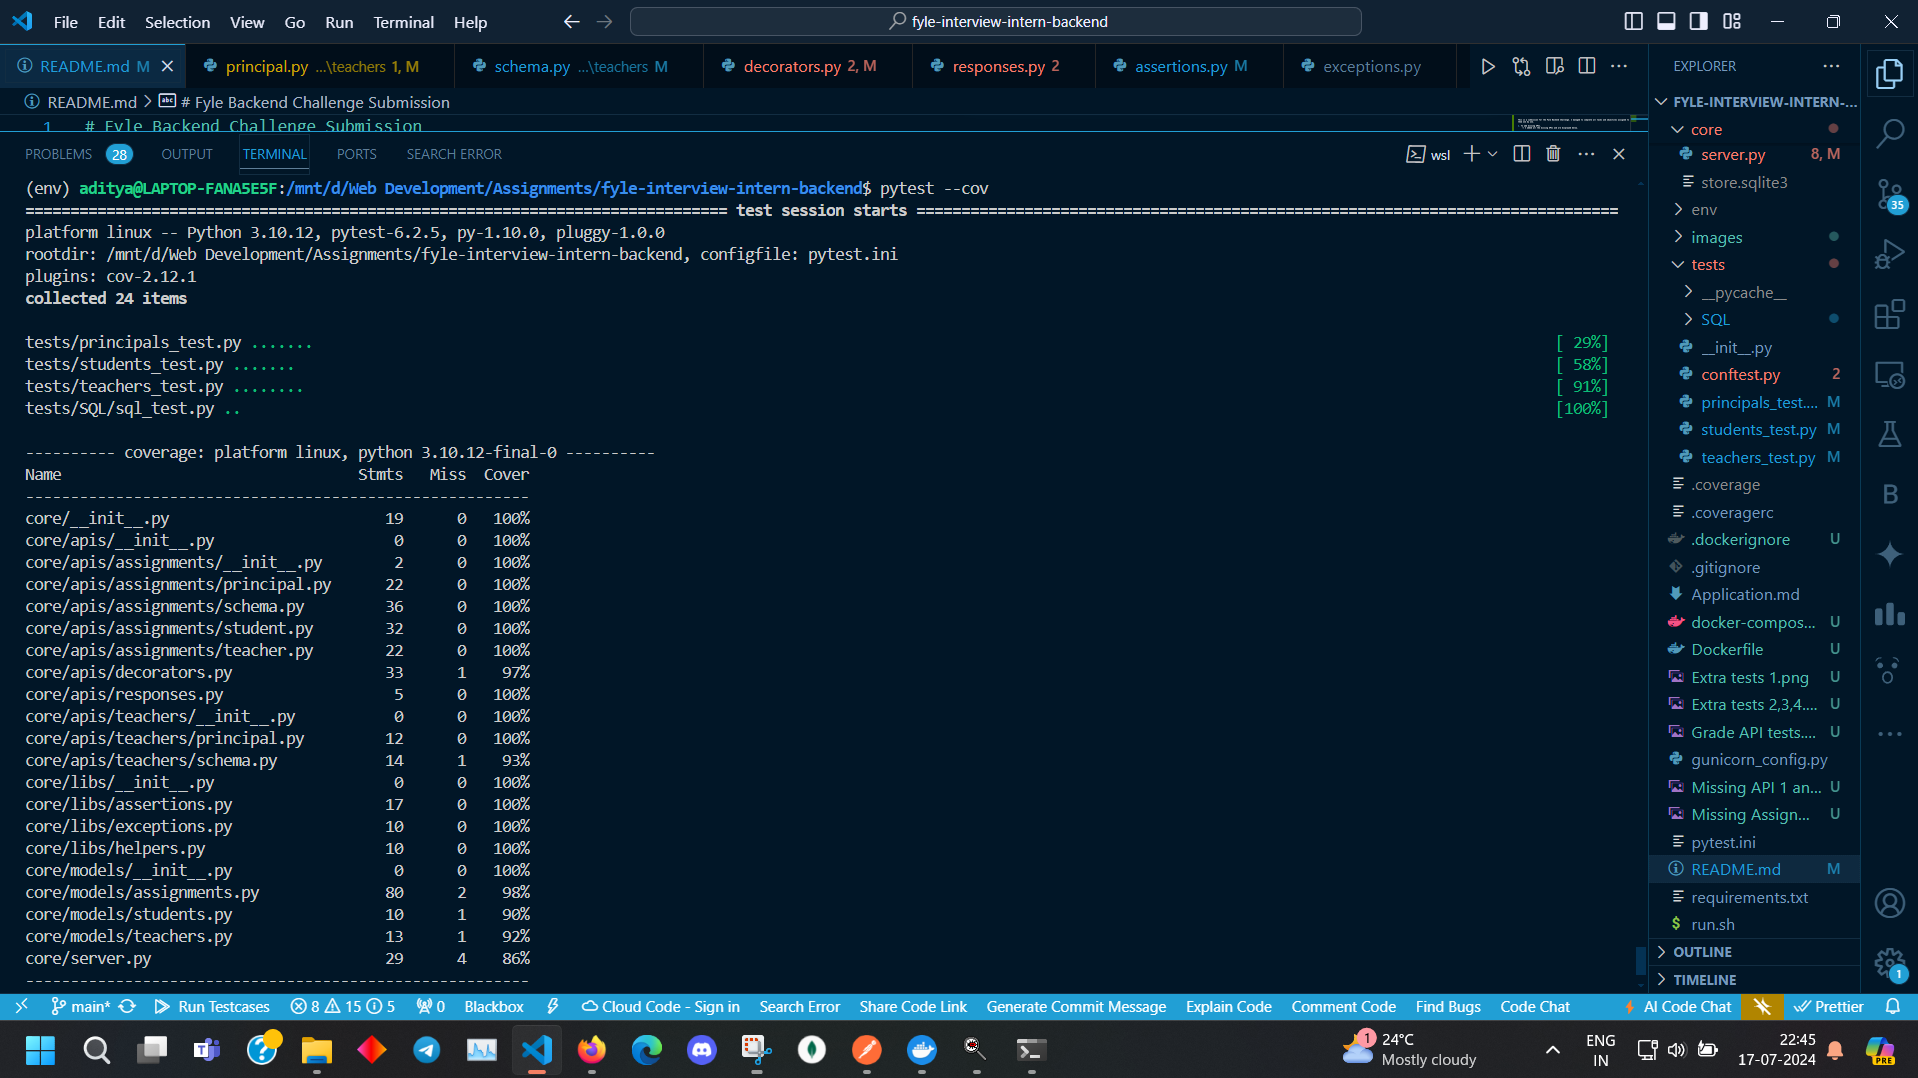 File Edit Selection View Go Run Terminal Help
fyle-interview-intern-backend
README.md M
principal.py ...\teachers 1, M
schema.py ...\teachers M
decorators.py 2, M
responses.py 2
assertions.py M
exceptions.py
README.md > # Fyle Backend Challenge Submission
1 # Fyle Backend Challenge Submission
PROBLEMS 28 OUTPUT TERMINAL PORTS SEARCH ERROR
wsl
(env) aditya@LAPTOP-FANA5E5F:/mnt/d/Web Development/Assignments/fyle-interview-intern-backend$ pytest --cov
============================================================================== test session starts ==============================================================================
platform linux -- Python 3.10.12, pytest-6.2.5, py-1.10.0, pluggy-1.0.0
rootdir: /mnt/d/Web Development/Assignments/fyle-interview-intern-backend, configfile: pytest.ini
plugins: cov-2.12.1
collected 24 items
tests/principals_test.py ....... [ 29%]
tests/students_test.py ....... [ 58%]
tests/teachers_test.py ........ [ 91%]
tests/SQL/sql_test.py .. [100%]
---------- coverage: platform linux, python 3.10.12-final-0 ----------
Name Stmts Miss Cover
--------------------------------------------------------
core/__init__.py 19 0 100%
core/apis/__init__.py 0 0 100%
core/apis/assignments/__init__.py 2 0 100%
core/apis/assignments/principal.py 22 0 100%
core/apis/assignments/schema.py 36 0 100%
core/apis/assignments/student.py 32 0 100%
core/apis/assignments/teacher.py 22 0 100%
core/apis/decorators.py 33 1 97%
core/apis/responses.py 5 0 100%
core/apis/teachers/__init__.py 0 0 100%
core/apis/teachers/principal.py 12 0 100%
core/apis/teachers/schema.py 14 1 93%
core/libs/__init__.py 0 0 100%
core/libs/assertions.py 17 0 100%
core/libs/exceptions.py 10 0 100%
core/libs/helpers.py 10 0 100%
core/models/__init__.py 0 0 100%
core/models/assignments.py 80 2 98%
core/models/students.py 10 1 90%
core/models/teachers.py 13 1 92%
core/server.py 29 4 86%
--------------------------------------------------------
EXPLORER
FYLE-INTERVIEW-INTERN-...
core
server.py 8, M
store.sqlite3
env
images
tests
__pycache__
SQL
__init__.py
conftest.py 2
principals_test.... M
students_test.py M
teachers_test.py M
.coverage
.coveragerc
.dockerignore U
.gitignore
Application.md
docker-compos... U
Dockerfile U
Extra tests 1.png U
Extra tests 2,3,4.... U
Grade API tests.... U
gunicorn_config.py
Missing API 1 an... U
Missing Assign... U
pytest.ini
README.md M
requirements.txt
$ run.sh
OUTLINE
TIMELINE
35
B
1
main* Run Testcases 8 15 5 0 Blackbox Cloud Code - Sign in Search Error Share Code Link Generate Commit Message Explain Code Comment Code Find Bugs Code Chat AI Code Chat Prettier
1 24°C
Mostly cloudy
ENG
IN
22:45
17-07-2024
PRE